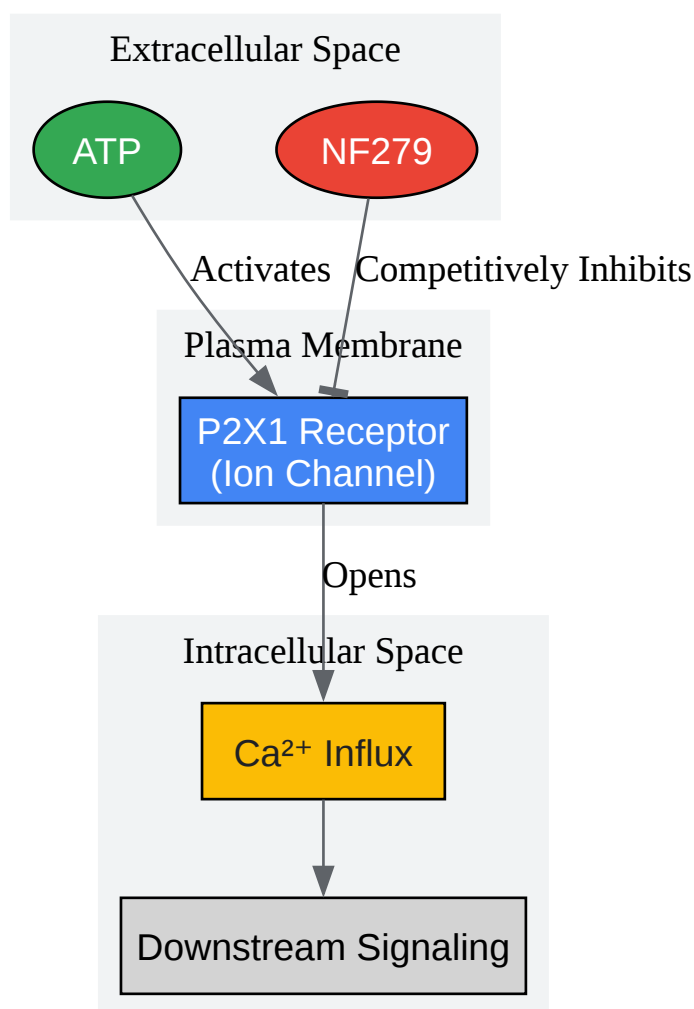 Extracellular Space
ATP
NF279
Activates
Competitively Inhibits
Plasma Membrane
P2X1 Receptor
(Ion Channel)
Opens
Intracellular Space
Ca²⁺ Influx
Downstream Signaling